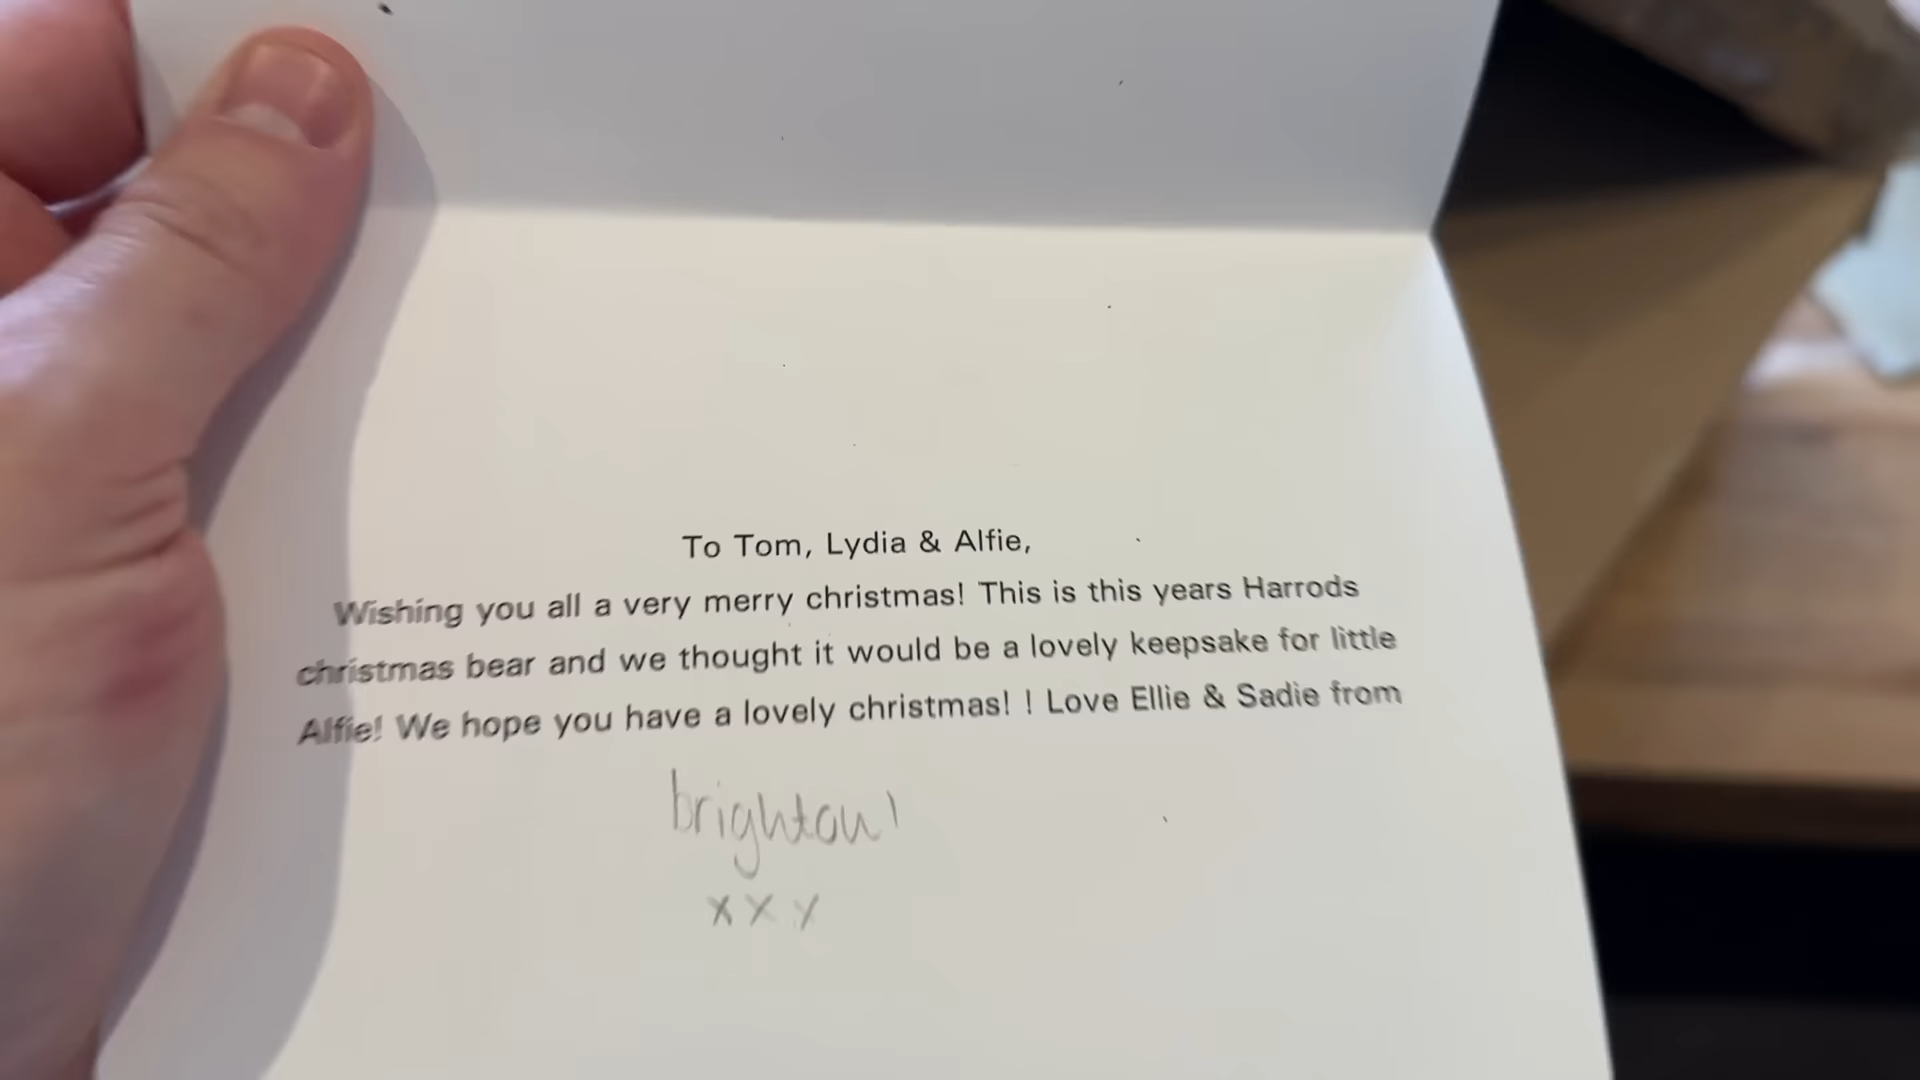 To Tom, Lydia & Alfie,
Wishing you all a very merry christmas! This is this years Harrods
christmas bear and we thought it would be a lovely keepsake for little
Alfie! We hope you have a lovely christmas! ! Love Ellie & Sadie from
brighton!
x x x